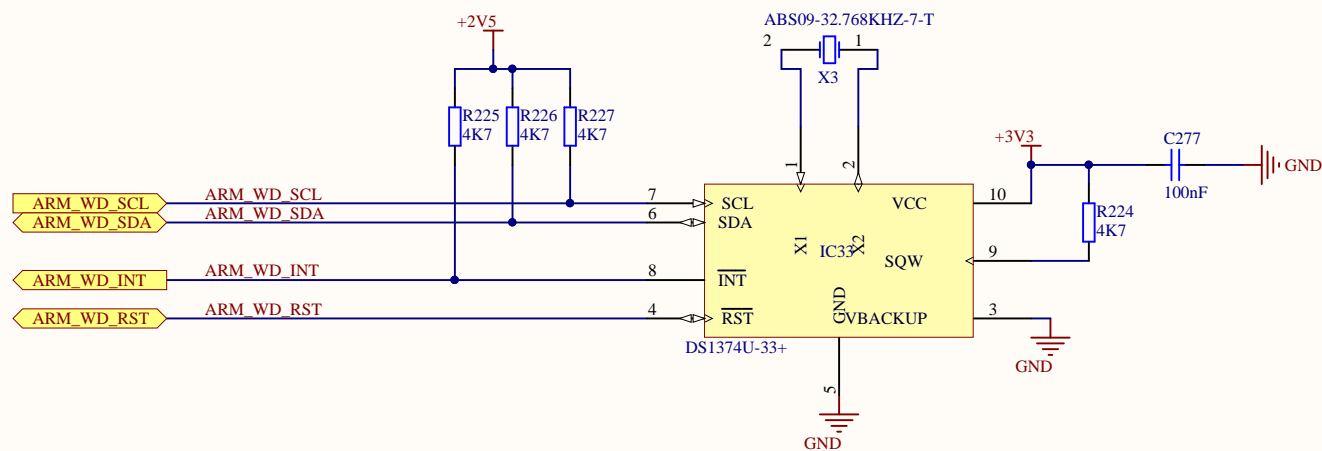 ABS09-32.768KHZ-7-T
+2V5
2
1
X3
R225
4K7
R226
4K7
R227
4K7
+3V3
C277
100nF
GND
R224
4K7
ARM_WD_SCL
ARM_WD_SCL
7
SCL
1
2
VCC
10
ARM_WD_SDA
ARM_WD_SDA
6
SDA
X1
X2
IC33
SQW
9
ARM_WD_INT
ARM_WD_INT
8
INT
ARM_WD_RST
ARM_WD_RST
4
RST
GND
VBACKUP
3
DS1374U-33+
GND
5
GND